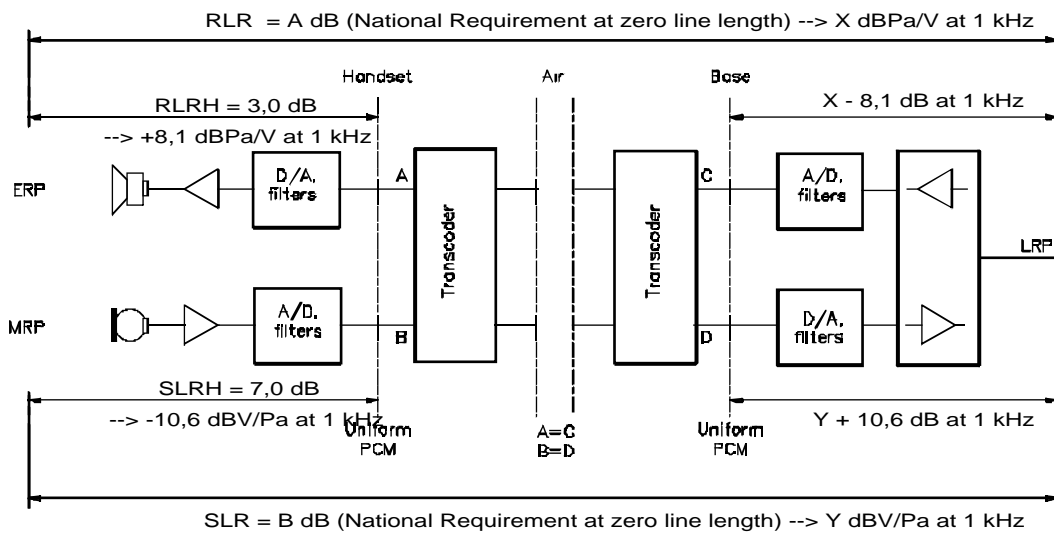 RLR = A dB (National Requirement at zero line length) --> X dBPa/V at 1 kHz
Handset
Air
Base
RLRH = 3,0 dB
--> +8,1 dBPa/V at 1 kHz
X - 8,1 dB at 1 kHz
ERP
D/A,
filters
A
Transcoder
Transcoder
C
A/D,
filters
LRP
MRP
A/D,
filters
B
D
D/A,
filters
SLRH = 7,0 dB
--> -10,6 dBV/Pa at 1 kHz
Y + 10,6 dB at 1 kHz
Uniform
PCM
A=C
B=D
Uniform
PCM
SLR = B dB (National Requirement at zero line length) --> Y dBV/Pa at 1 kHz